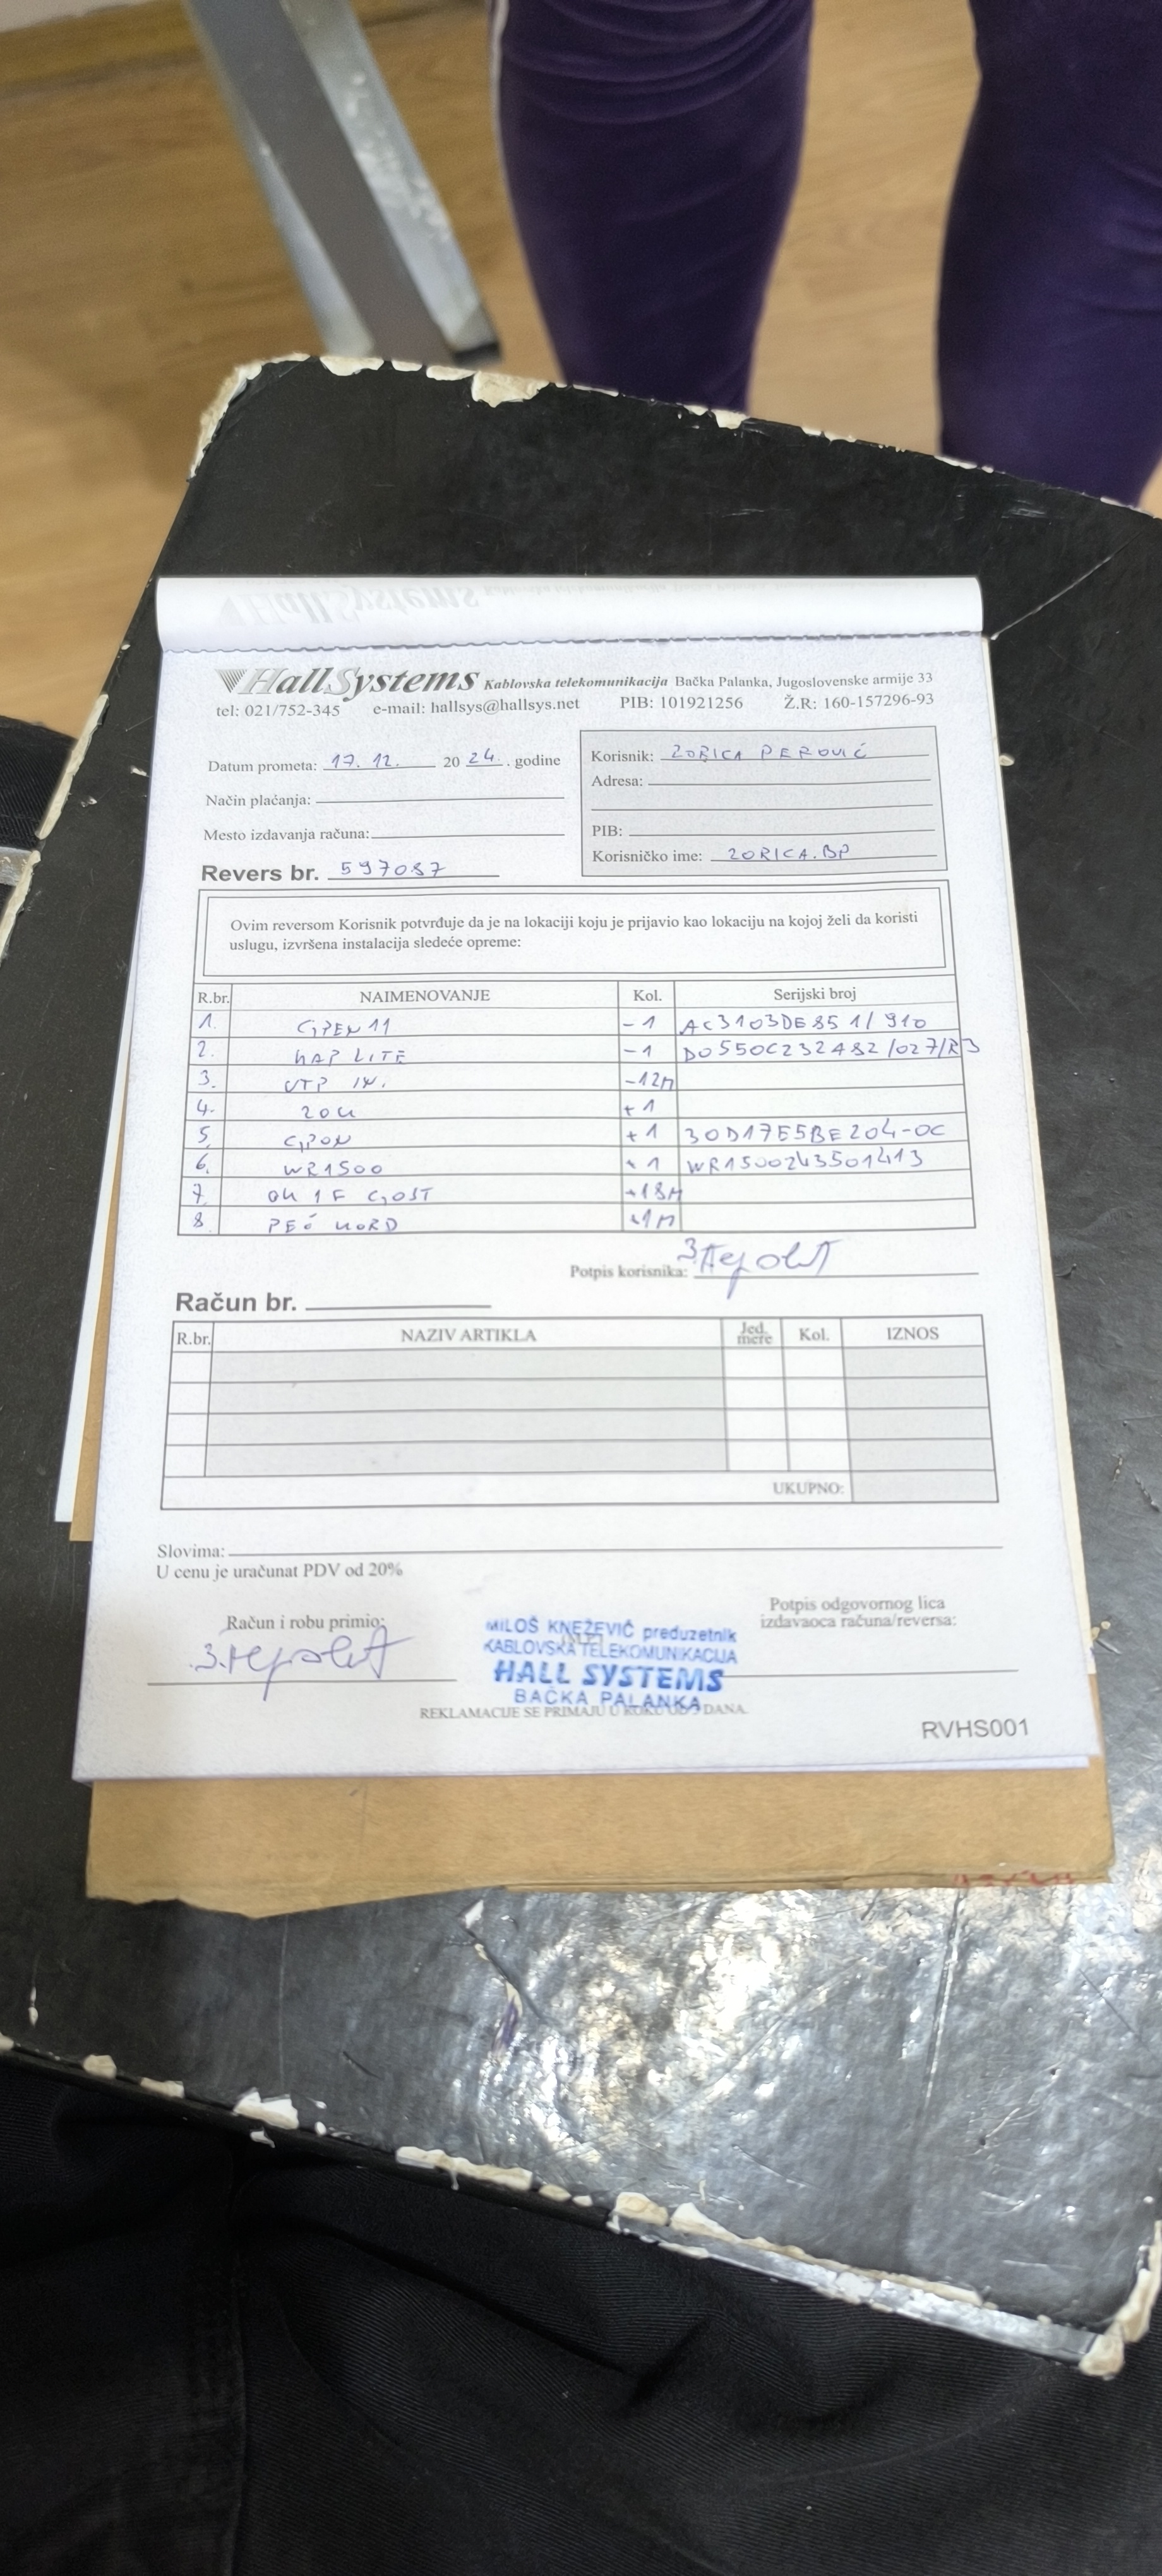 HallSystems Kablovska telekomunikacija Bačka Palanka, Jugoslovenske armije 33
tel: 021/752-345 e-mail: hallsys@hallsys.net PIB: 101921256 Ž.R: 160-157296-93
Datum prometa: 17. 12. 20 24. . godine
Način plaćanja:
Mesto izdavanja računa:
Revers br. 597087
Korisnik: ZORICA PEROVIĆ
Adresa:
PIB:
Korisničko ime: ZORICA.BP
Ovim reversom Korisnik potvrđuje da je na lokaciji koju je prijavio kao lokaciju na kojoj želi da koristi
uslugu, izvršena instalacija sledeće opreme:
R.br. NAIMENOVANJE Kol. Serijski broj
1. GPEN 11 -1 AC3103DE851/910
2. HAP LITE -1 D0550C232A82/027/R3
3. UTP -12M
4. ZOK +1
5. GPON +1 30D17E5BE204-0C
6. WR1500 +1 WR1500243501413
7. OK 1F GOST +18M
8. PEČ KORD +1M
Potpis korisnika:
Račun br.
R.br. NAZIV ARTIKLA Jed. mere Kol. IZNOS
UKUPNO:
Slovima:
U cenu je uračunat PDV od 20%
Račun i robu primio:
Potpis odgovornog lica
izdavaoca računa/reversa:
MILOŠ KNEŽEVIĆ preduzetnik
KABLOVSKA TELEKOMUNIKACIJA
HALL SYSTEMS
BAČKA PALANKA
REKLAMACIJE SE PRIMAJU U ROKU OD DANA.
RVHS001